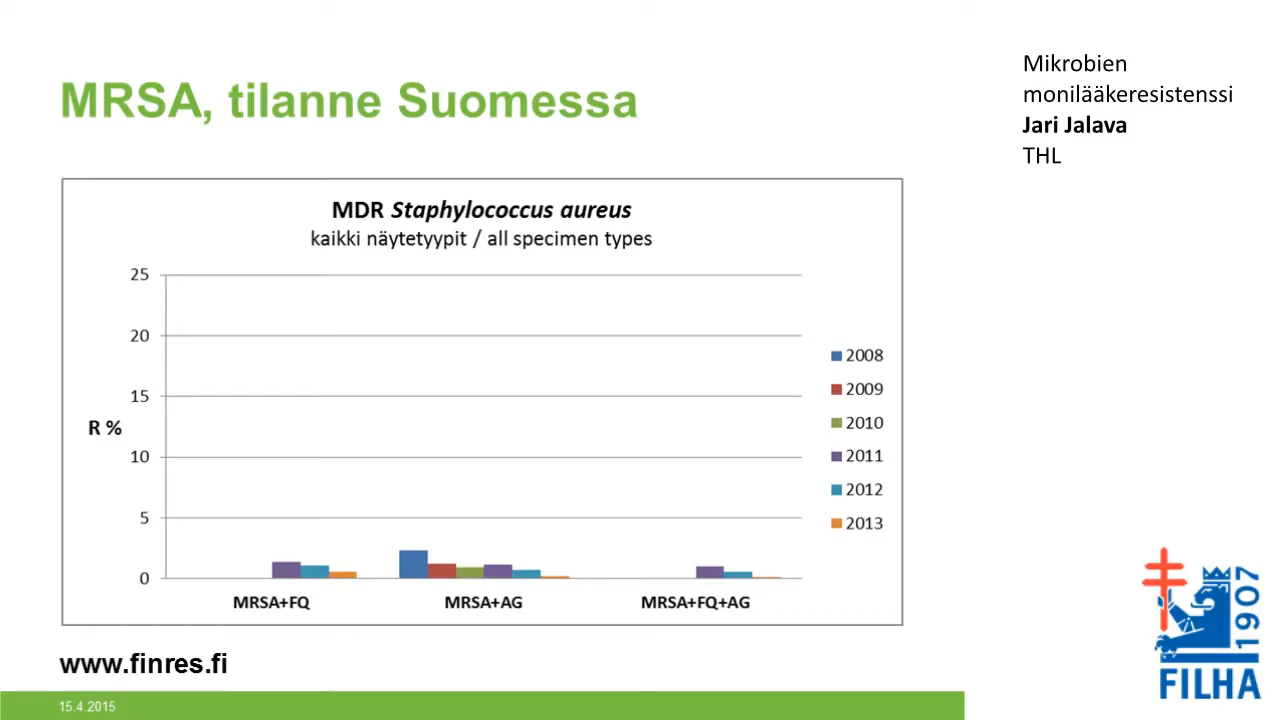 MRSA, tilanne Suomessa
Mikrobien
monilääkeresistenssi
Jari Jalava
THL
MDR Staphylococcus aureus
kaikki näytetyypit / all specimen types
R %
25
20
15
10
5
0
MRSA+FQ
MRSA+AG
MRSA+FQ+AG
2008
2009
2010
2011
2012
2013
www.finres.fi
15.4.2015
1907
FILHA